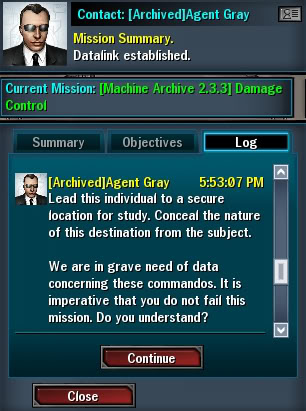 Contact: [Archived]Agent Gray
Mission Summary.
Datalink established.
Current Mission: [Machine Archive 2.3.3] Damage
Control
Summary
Objectives
Log
[Archived]Agent Gray 5:53:07 PM
Lead this individual to a secure
location for study. Conceal the nature
of this destination from the subject.
We are in grave need of data
concerning these commandos. It is
imperative that you do not fail this
mission. Do you understand?
Continue
Close